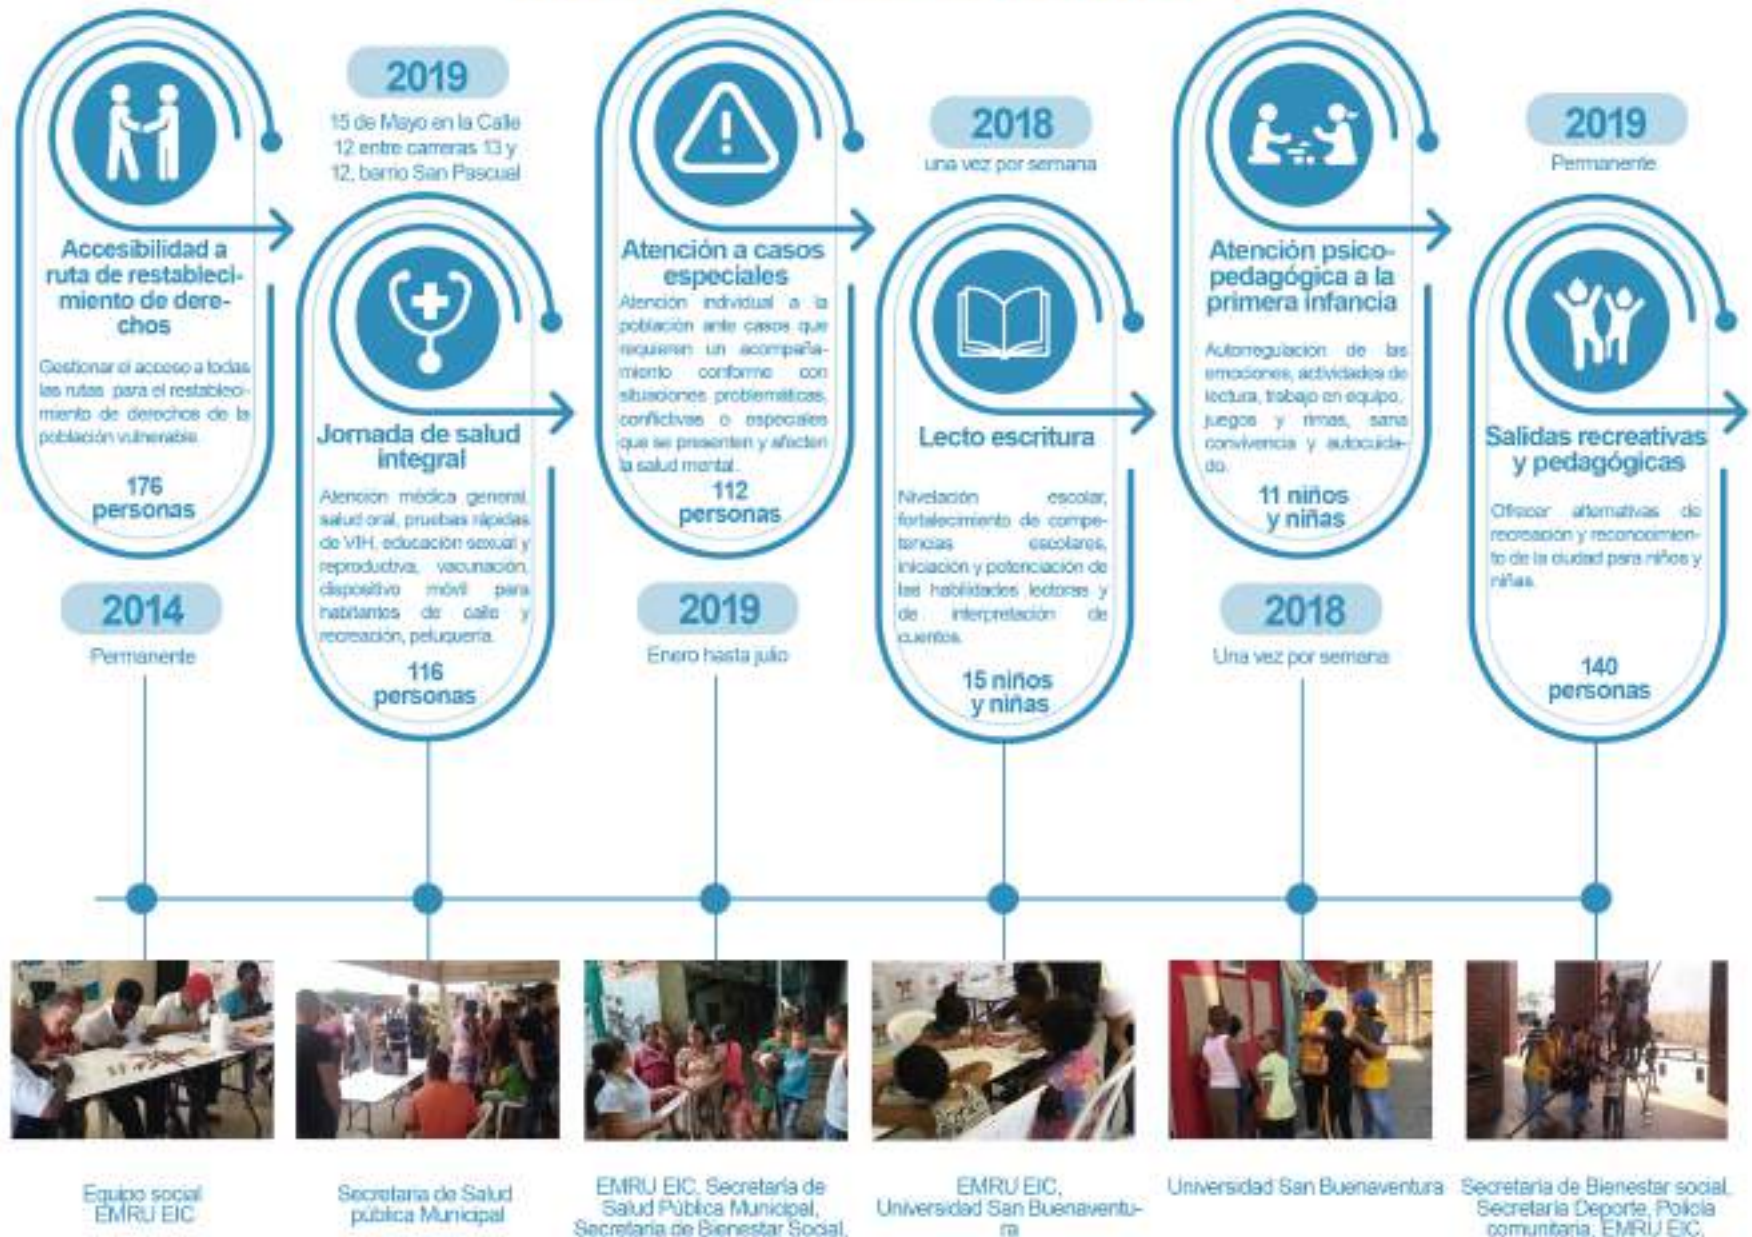 Accesibilidad a
ruta de restableci-
miento de dere-
chos
Gestionar el acceso a todas
las rutas para el restableci-
miento de derechos de la
población vulnerable.
176
personas
2014
Permanente
Equipo social
EMRU EIC
2019
15 de Mayo en la Calle
12 entre carreras 13 y
12, barrio San Pascual
Jornada de salud
integral
Atención médica general,
salud oral, pruebas rápidas
de VIH, educación sexual y
reproductiva, vacunación,
dispositivo móvil para
habitantes de calle y
recreación, peluquería.
116
personas
Secretaria de Salud
pública Municipal
Atención a casos
especiales
Atención individual a la
población ante casos que
requieren un acompaña-
miento conforme con
situaciones problemáticas,
conflictivas o especiales
que se presenten y afecten
la salud mental.
112
personas
2019
Enero hasta julio
EMRU EIC, Secretaría de
Salud Pública Municipal,
Secretaría de Bienestar Social,
2018
una vez por semana
Lecto escritura
Nivelación escolar,
fortalecimiento de compe-
tencias escolares,
iniciación y potenciación de
las habilidades lectoras y
de interpretación de
cuentos.
15 niños
y niñas
EMRU EIC,
Universidad San Buenaventu-
ra
Atención psico-
pedagógica a la
primera infancia
Autorregulación de las
emociones, actividades de
lectura, trabajo en equipo,
juegos y rimas, sana
convivencia y autocuida-
do.
11 niños
y niñas
2018
Una vez por semana
Universidad San Buenaventura
2019
Permanente
Salidas recreativas
y pedagógicas
Ofrecer alternativas de
recreación y reconocimien-
to de la ciudad para niños y
niñas.
140
personas
Secretaría de Bienestar social,
Secretaría Deporte, Policía
comunitaria, EMRU EIC,